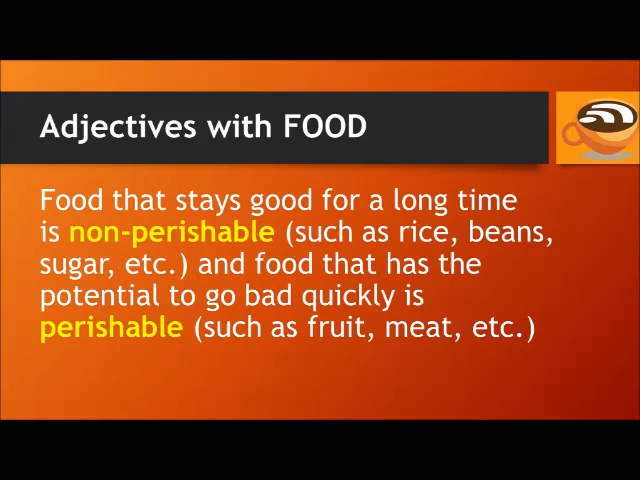 Adjectives with FOOD
Food that stays good for a long time
is non-perishable (such as rice, beans,
sugar, etc.) and food that has the
potential to go bad quickly is
perishable (such as fruit, meat, etc.)